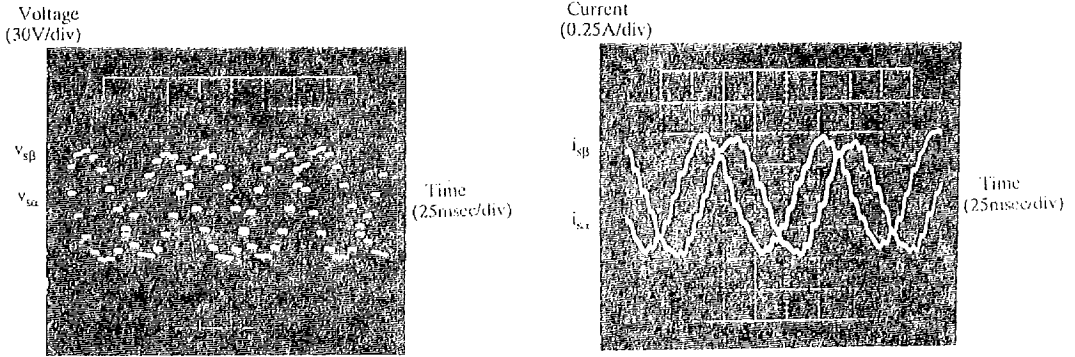 Voltage
(30V/div)
v_sβ
v_sα
Time
(25msec/div)
Current
(0.25A/div)
i_sβ
i_sα
Time
(25msec/div)